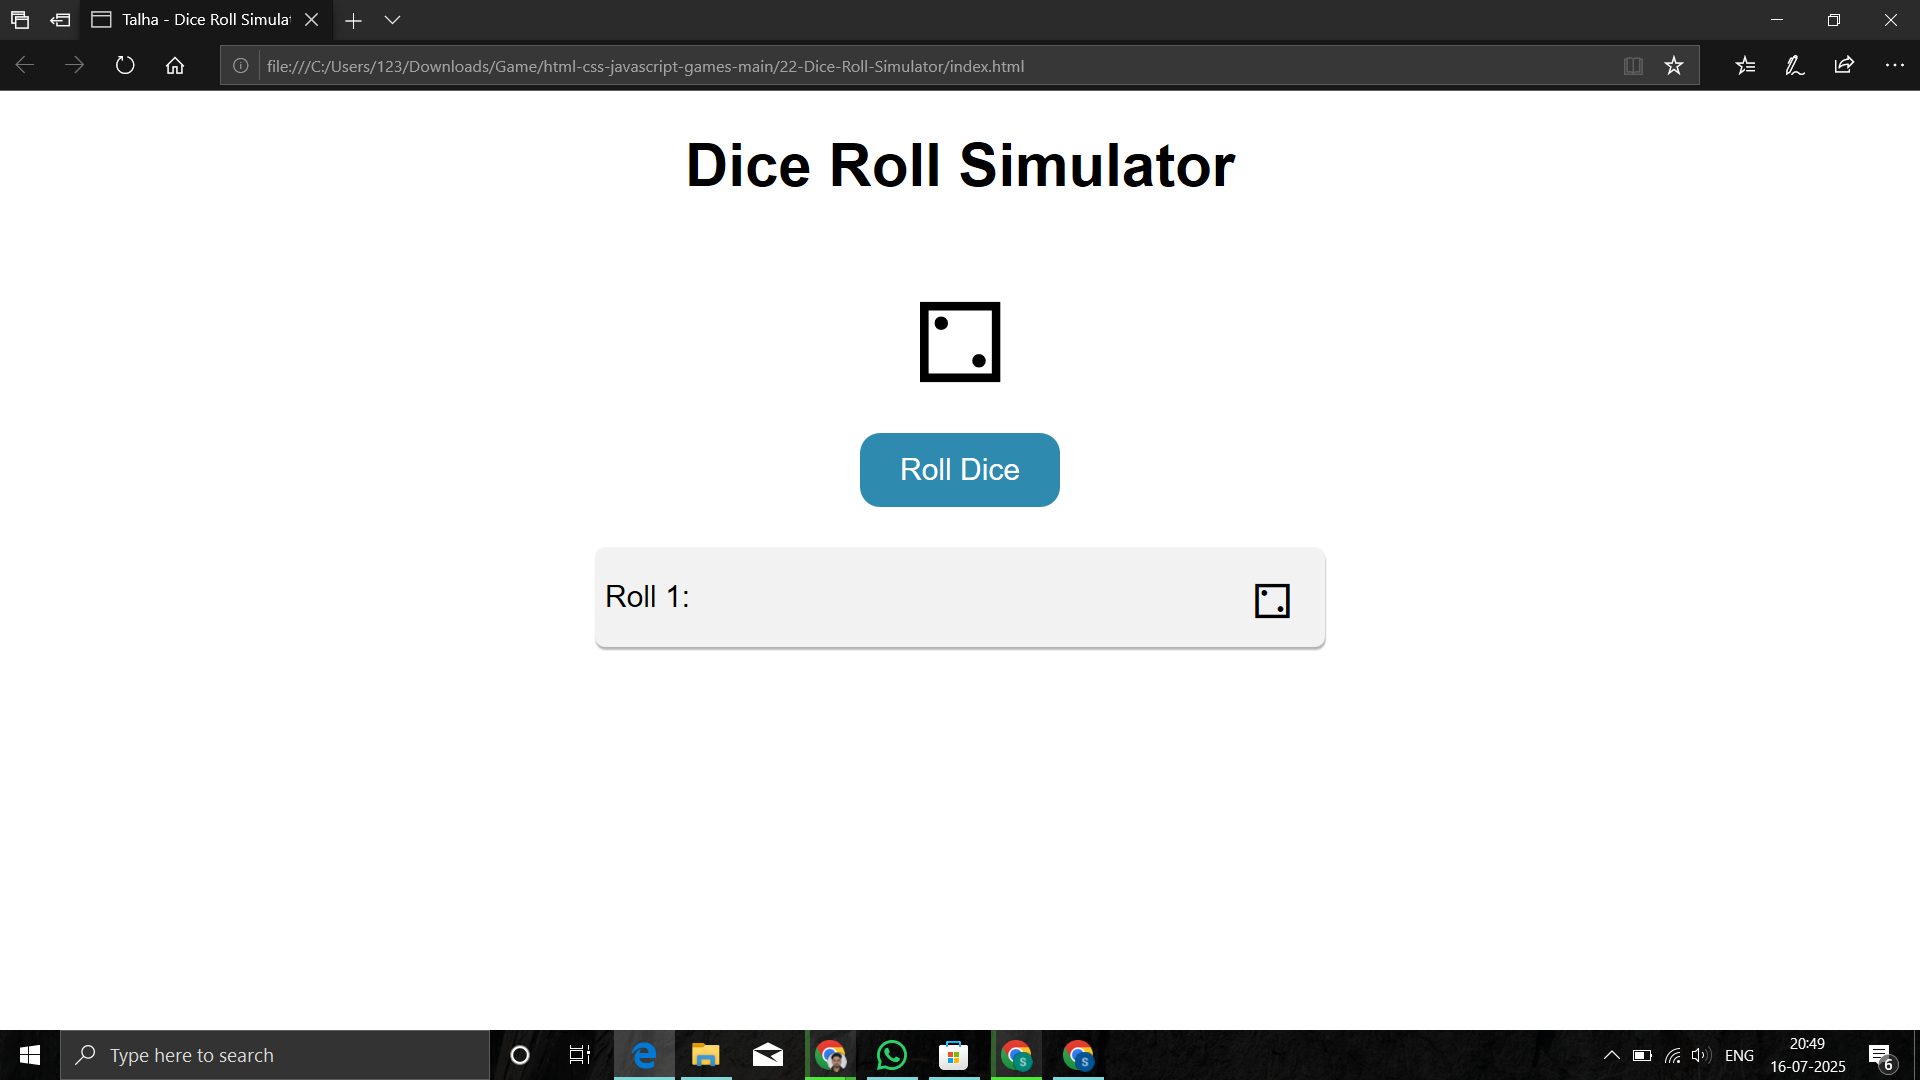 Talha - Dice Roll Simula
file:///C:/Users/123/Downloads/Game/html-css-javascript-games-main/22-Dice-Roll-Simulator/index.html
Dice Roll Simulator
Roll Dice
Roll 1:
Type here to search
S
S
ENG
20:49
16-07-2025
6